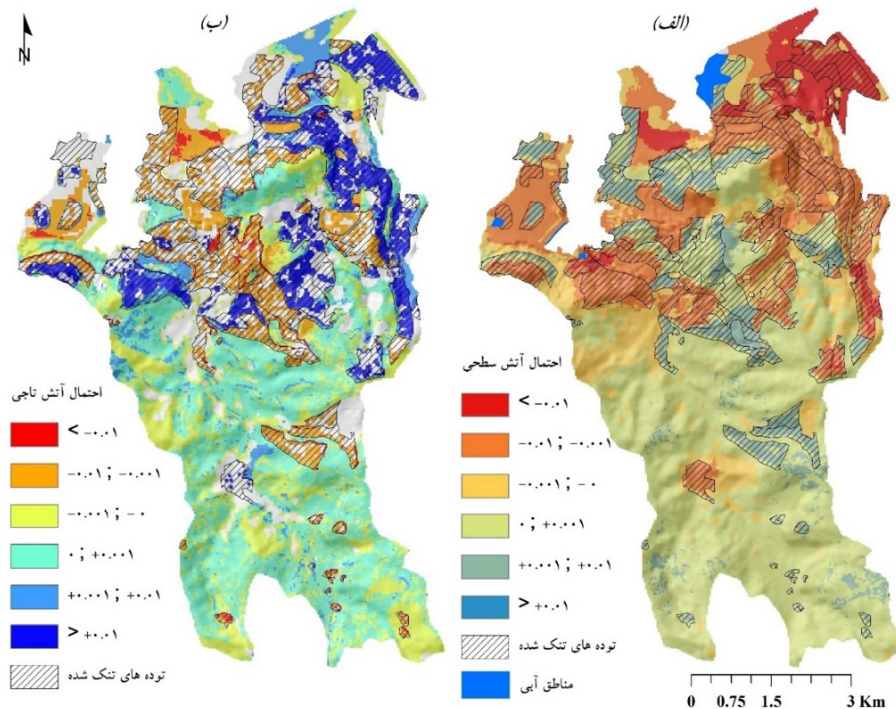 (الف)
(ب)
N
احتمال آتش سطحی
< -۰.۰۱
-۰.۰۱ ; -۰.۰۰۱
-۰.۰۰۱ ; -۰
۰ ; +۰.۰۰۱
+۰.۰۰۱ ; +۰.۰۱
> +۰.۰۱
توده های تنک شده
مناطق آبی
0 0.75 1.5 3 Km
احتمال آتش تاجی
< -۰.۰۱
-۰.۰۱ ; -۰.۰۰۱
-۰.۰۰۱ ; -۰
۰ ; +۰.۰۰۱
+۰.۰۰۱ ; +۰.۰۱
> +۰.۰۱
توده های تنک شده